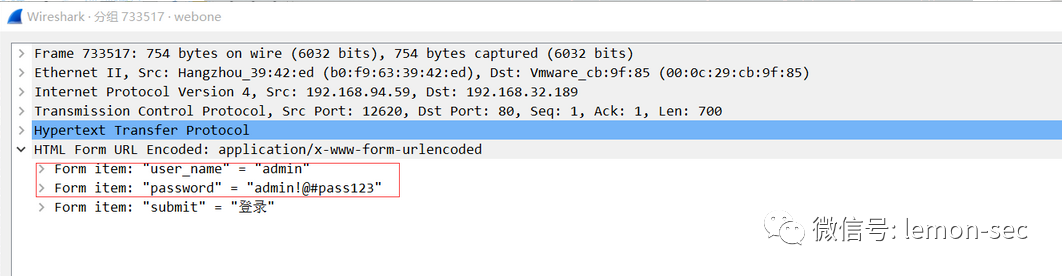 Wireshark · 分组 733517 · webone
Frame 733517: 754 bytes on wire (6032 bits), 754 bytes captured (6032 bits)
Ethernet II, Src: Hangzhou_39:42:ed (b0:f9:63:39:42:ed), Dst: Vmware_cb:9f:85 (00:0c:29:cb:9f:85)
Internet Protocol Version 4, Src: 192.168.94.59, Dst: 192.168.32.189
Transmission Control Protocol, Src Port: 12620, Dst Port: 80, Seq: 1, Ack: 1, Len: 700
Hypertext Transfer Protocol
HTML Form URL Encoded: application/x-www-form-urlencoded
Form item: "user_name" = "admin"
Form item: "password" = "admin!@#pass123"
Form item: "submit" = "登录"
微信号: lemon-sec